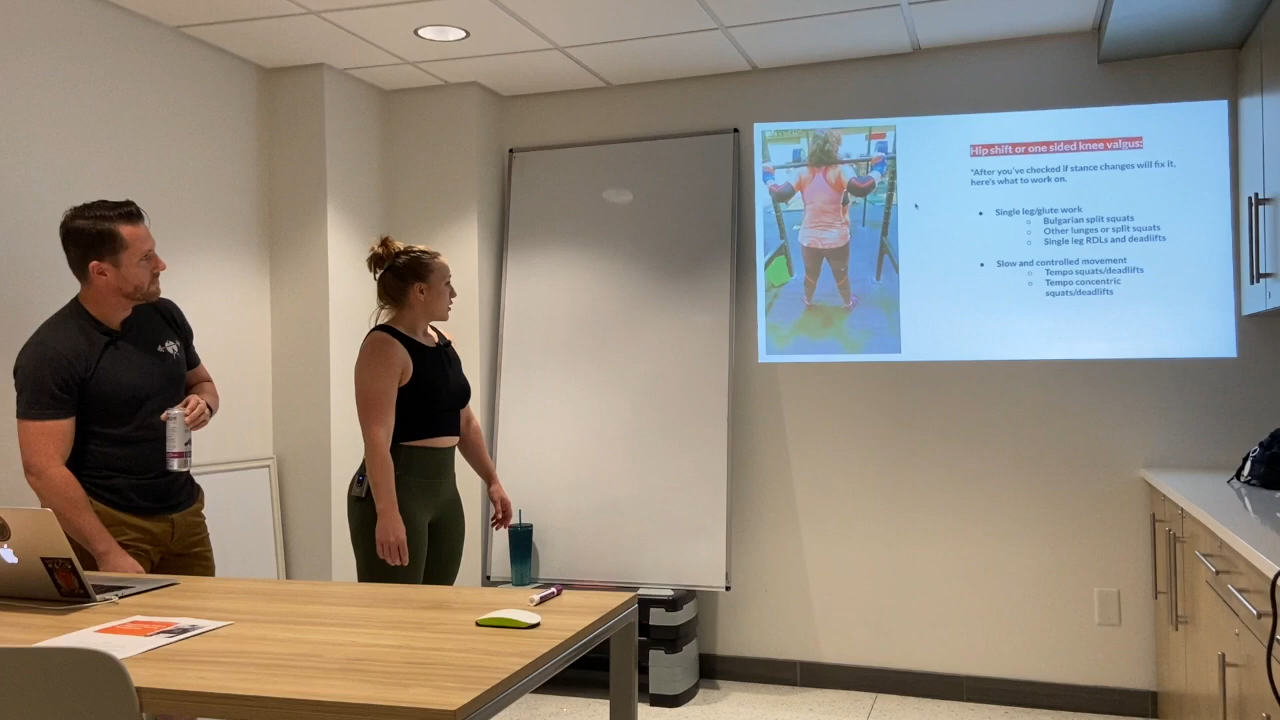 Hip shift or one sided knee valgus:
*After you've checked if stance changes will fix it,
here's what to work on.
• Single leg/glute work
○ Bulgarian split squats
○ Other lunges or split squats
○ Single leg RDLs and deadlifts
• Slow and controlled movement
○ Tempo squats/deadlifts
○ Tempo concentric
squats/deadlifts